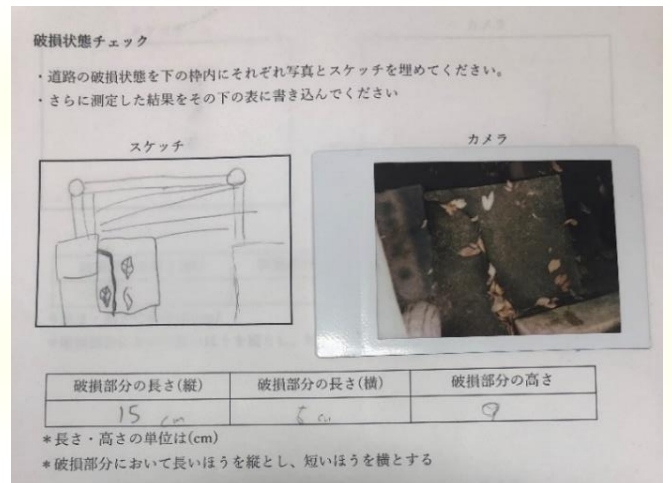 破損状態チェック
・道路の破損状態を下の枠内にそれぞれ写真とスケッチを埋めてください。
・さらに測定した結果をその下の表に書き込んでください
スケッチ カメラ
破損部分の長さ(縦) 破損部分の長さ(横) 破損部分の高さ
15 cm cm 9
*長さ・高さの単位は(cm)
*破損部分において長いほうを縦とし、短いほうを横とする